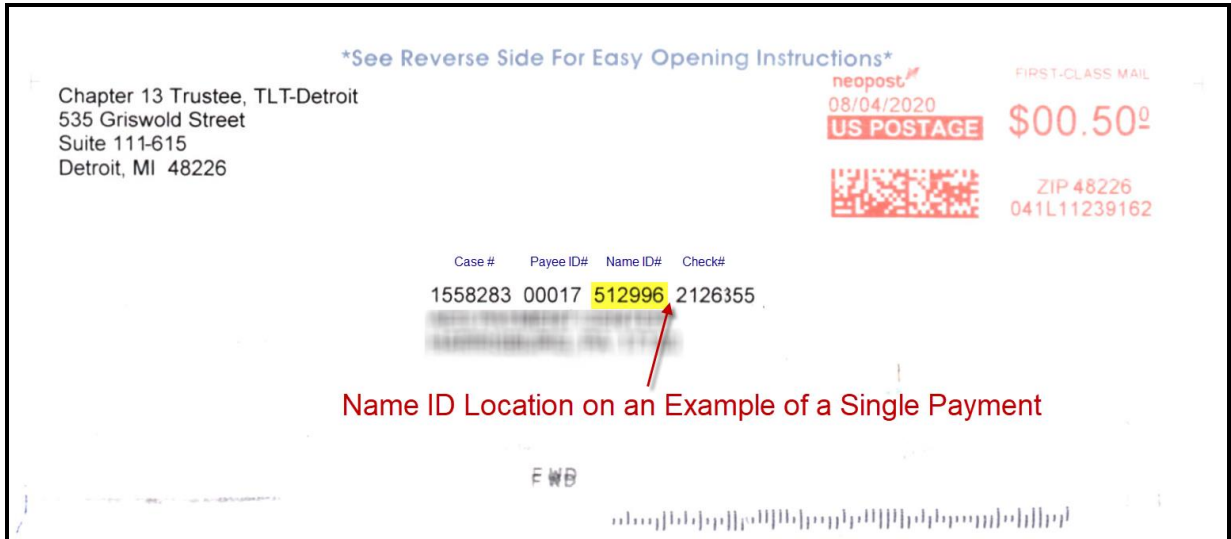 *See Reverse Side For Easy Opening Instructions*
Chapter 13 Trustee, TLT-Detroit
535 Griswold Street
Suite 111-615
Detroit, MI 48226
neopost
08/04/2020
US POSTAGE
FIRST-CLASS MAIL
$00.50⁰
ZIP 48226
041L11239162
Case # Payee ID# Name ID# Check#
1558283 00017 512996 2126355
Name ID Location on an Example of a Single Payment
FWD